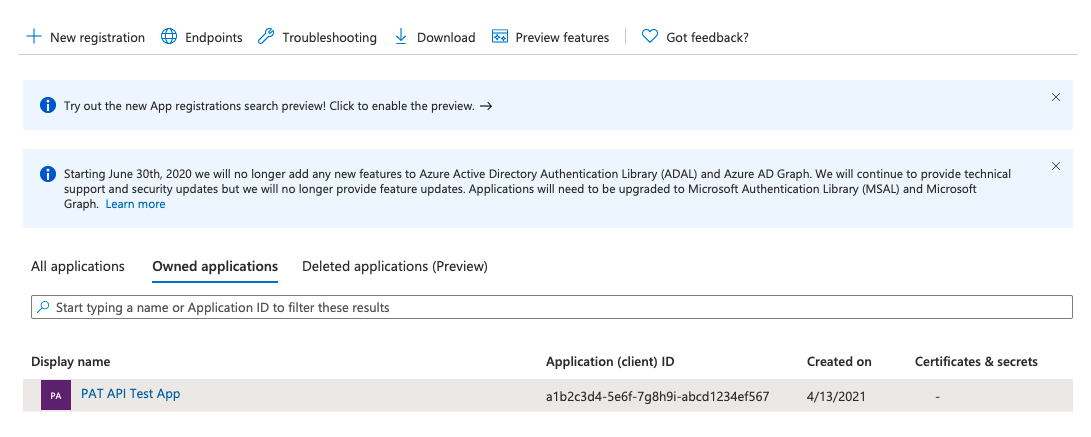 New registration Endpoints Troubleshooting Download Preview features Got feedback?
Try out the new App registrations search preview! Click to enable the preview. →
Starting June 30th, 2020 we will no longer add any new features to Azure Active Directory Authentication Library (ADAL) and Azure AD Graph. We will continue to provide technical
support and security updates but we will no longer provide feature updates. Applications will need to be upgraded to Microsoft Authentication Library (MSAL) and Microsoft
Graph. Learn more
All applications Owned applications Deleted applications (Preview)
Start typing a name or Application ID to filter these results
Display name Application (client) ID Created on Certificates & secrets
PA PAT API Test App a1b2c3d4-5e6f-7g8h9i-abcd1234ef567 4/13/2021 -